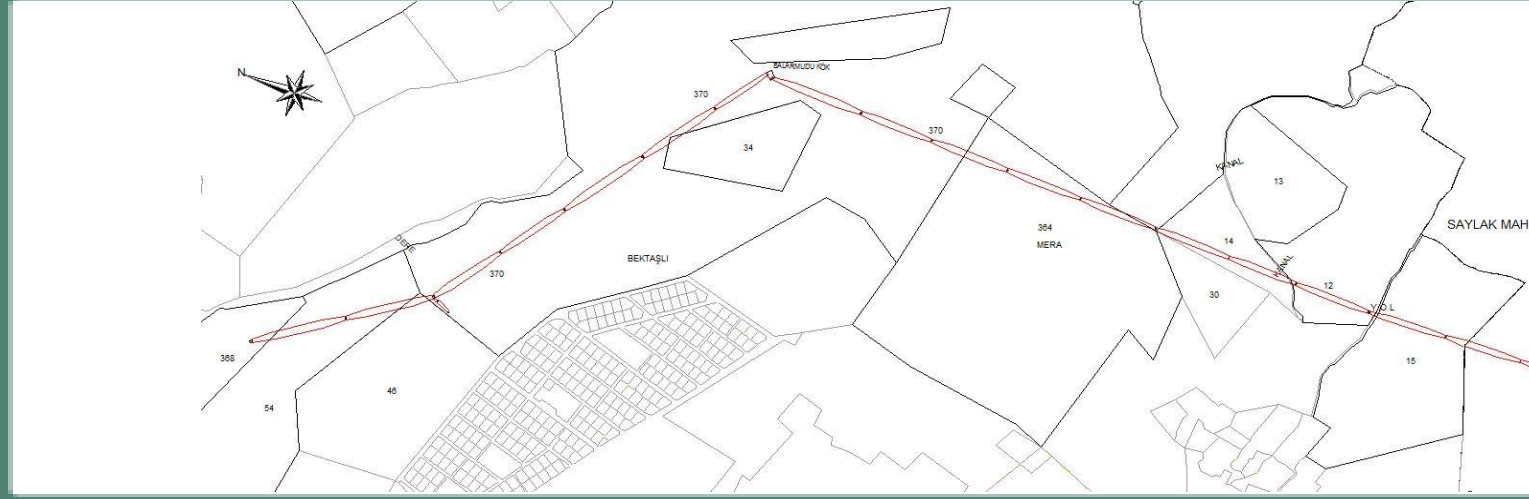 N
BALARMUDU KÖK
370
370
34
KANAL
13
364
MERA
SAYLAK MAH
DERE
14
BEKTAŞLI
370
KANAL
12
30
YOL
368
46
15
54